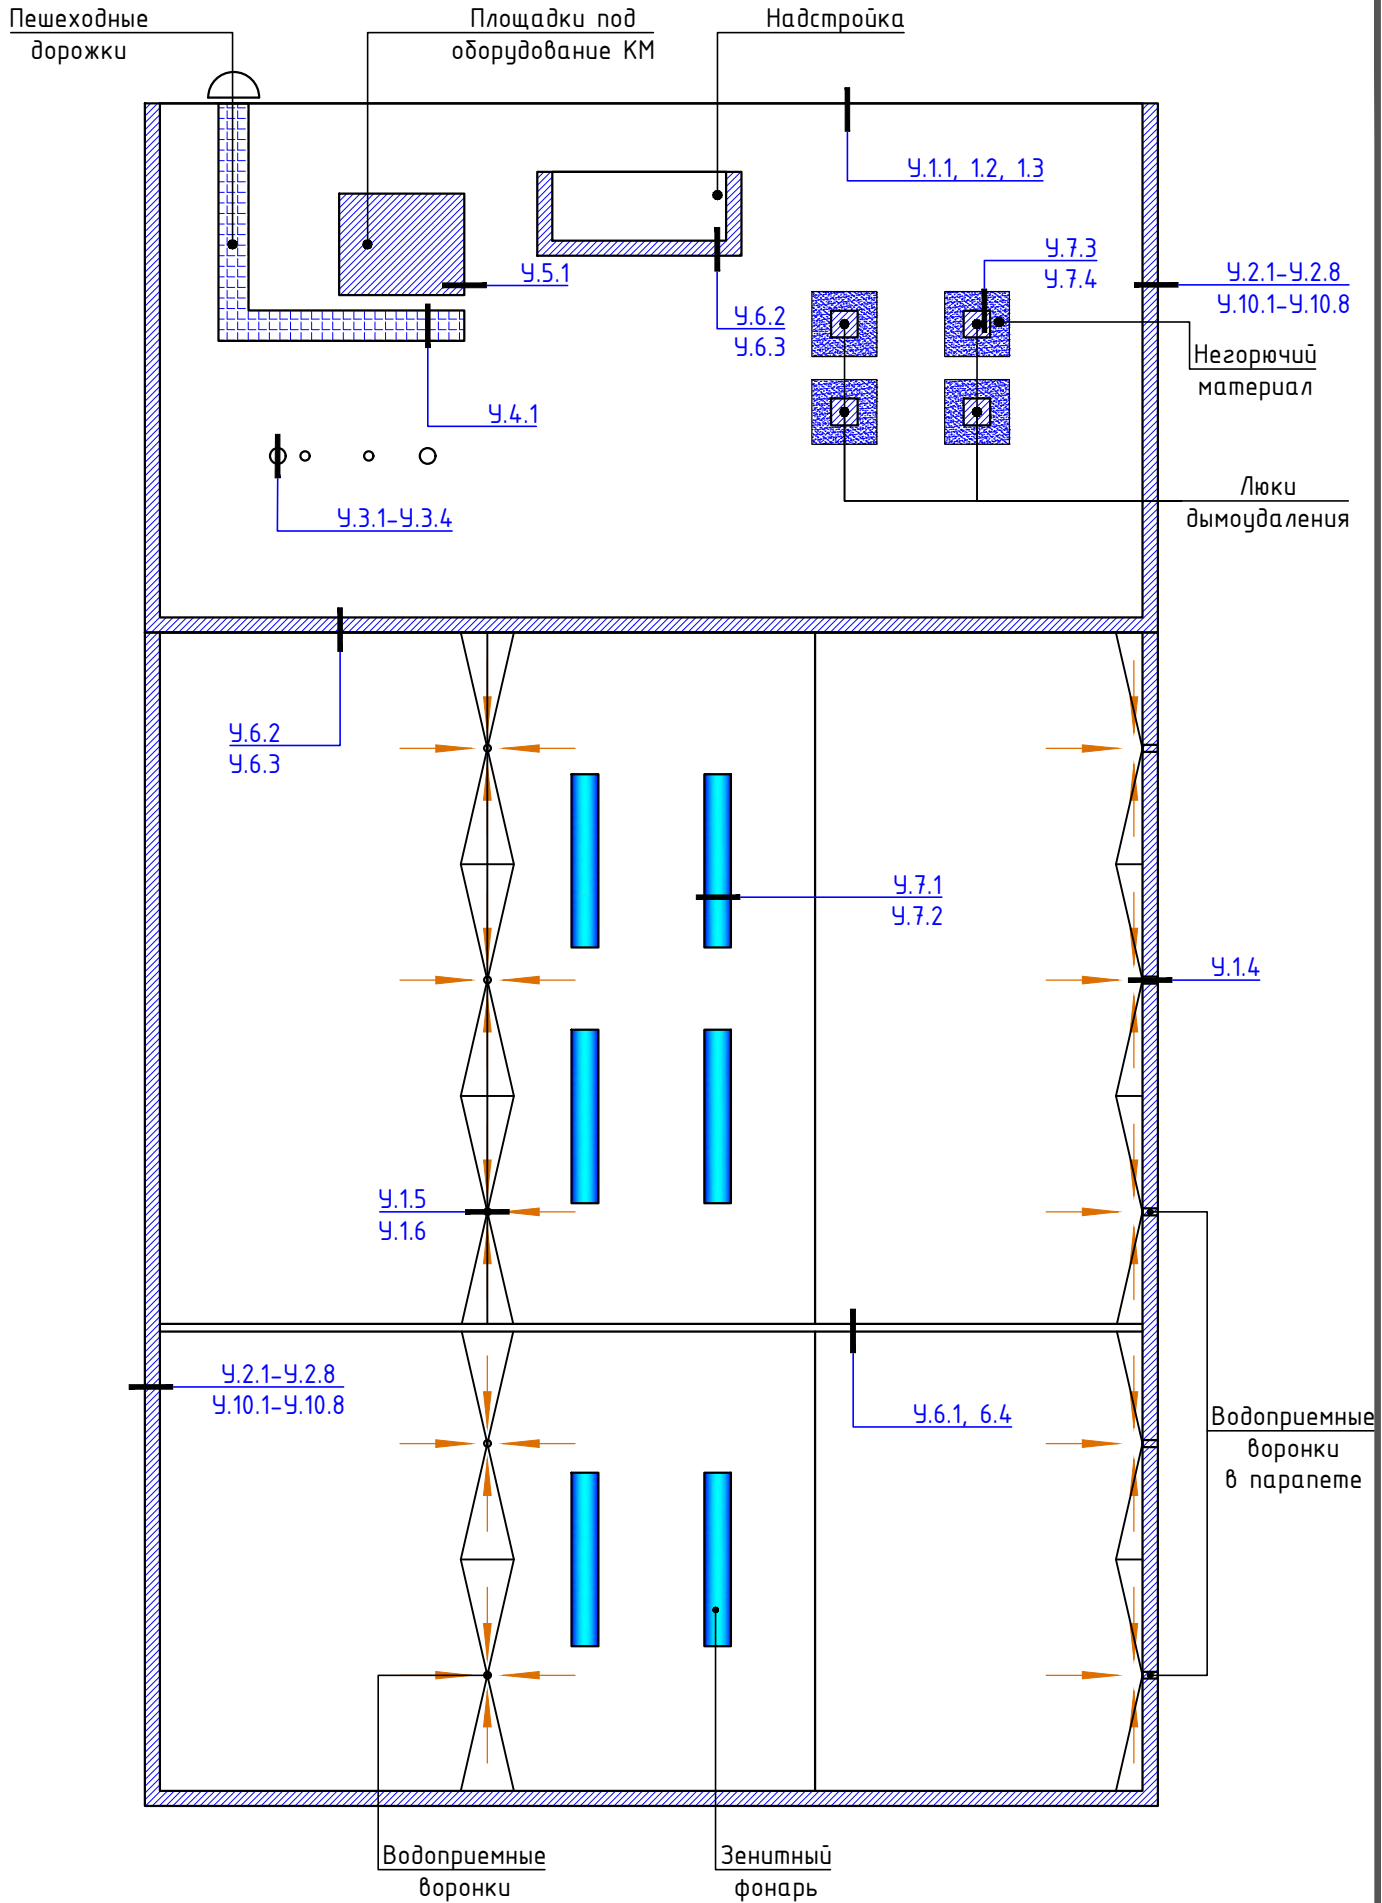 Пешеходные
дорожки
Площадки под
оборудование КМ
Надстройка
У.1.1, 1.2, 1.3
У.5.1
У.7.3
У.7.4
У.2.1-У.2.8
У.10.1-У.10.8
У.6.2
У.6.3
Негорючий
материал
У.4.1
Люки
дымоудаления
У.3.1-У.3.4
У.6.2
У.6.3
У.7.1
У.7.2
У.1.4
У.1.5
У.1.6
У.2.1-У.2.8
У.10.1-У.10.8
У.6.1, 6.4
Водоприемные
воронки
в парапете
Водоприемные
воронки
Зенитный
фонарь